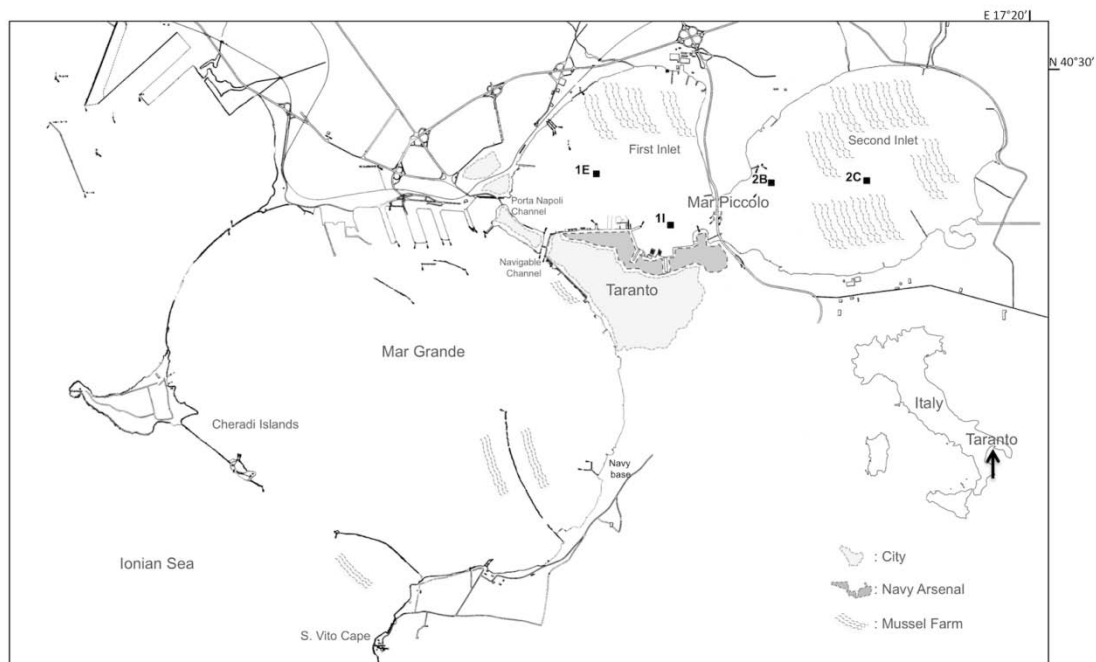 E 17°20'
N 40°30'
First Inlet
Second Inlet
1E
2B
2C
Mar Piccolo
Porta Napoli
Channel
1I
Navigable
Channel
Taranto
Mar Grande
Italy
Cheradi Islands
Taranto
Navy
base
Ionian Sea
: City
: Navy Arsenal
: Mussel Farm
S. Vito Cape